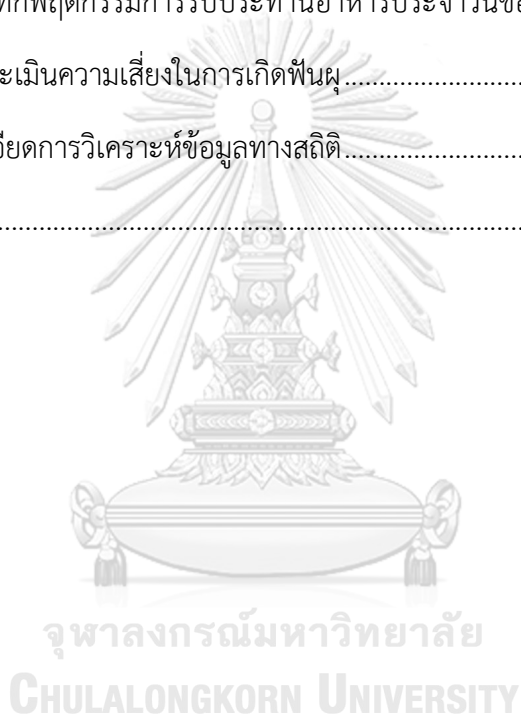 ทึกพฤติกรรมการรับประทานอาหารประจำวันขอ
ะเมินความเสี่ยงในการเกิดฟันผุ.........................
อียดการวิเคราะห์ข้อมูลทางสถิติ.........................
........................................................................
จุฬาลงกรณ์มหาวิทยาลัย
CHULALONGKORN UNIVERSITY